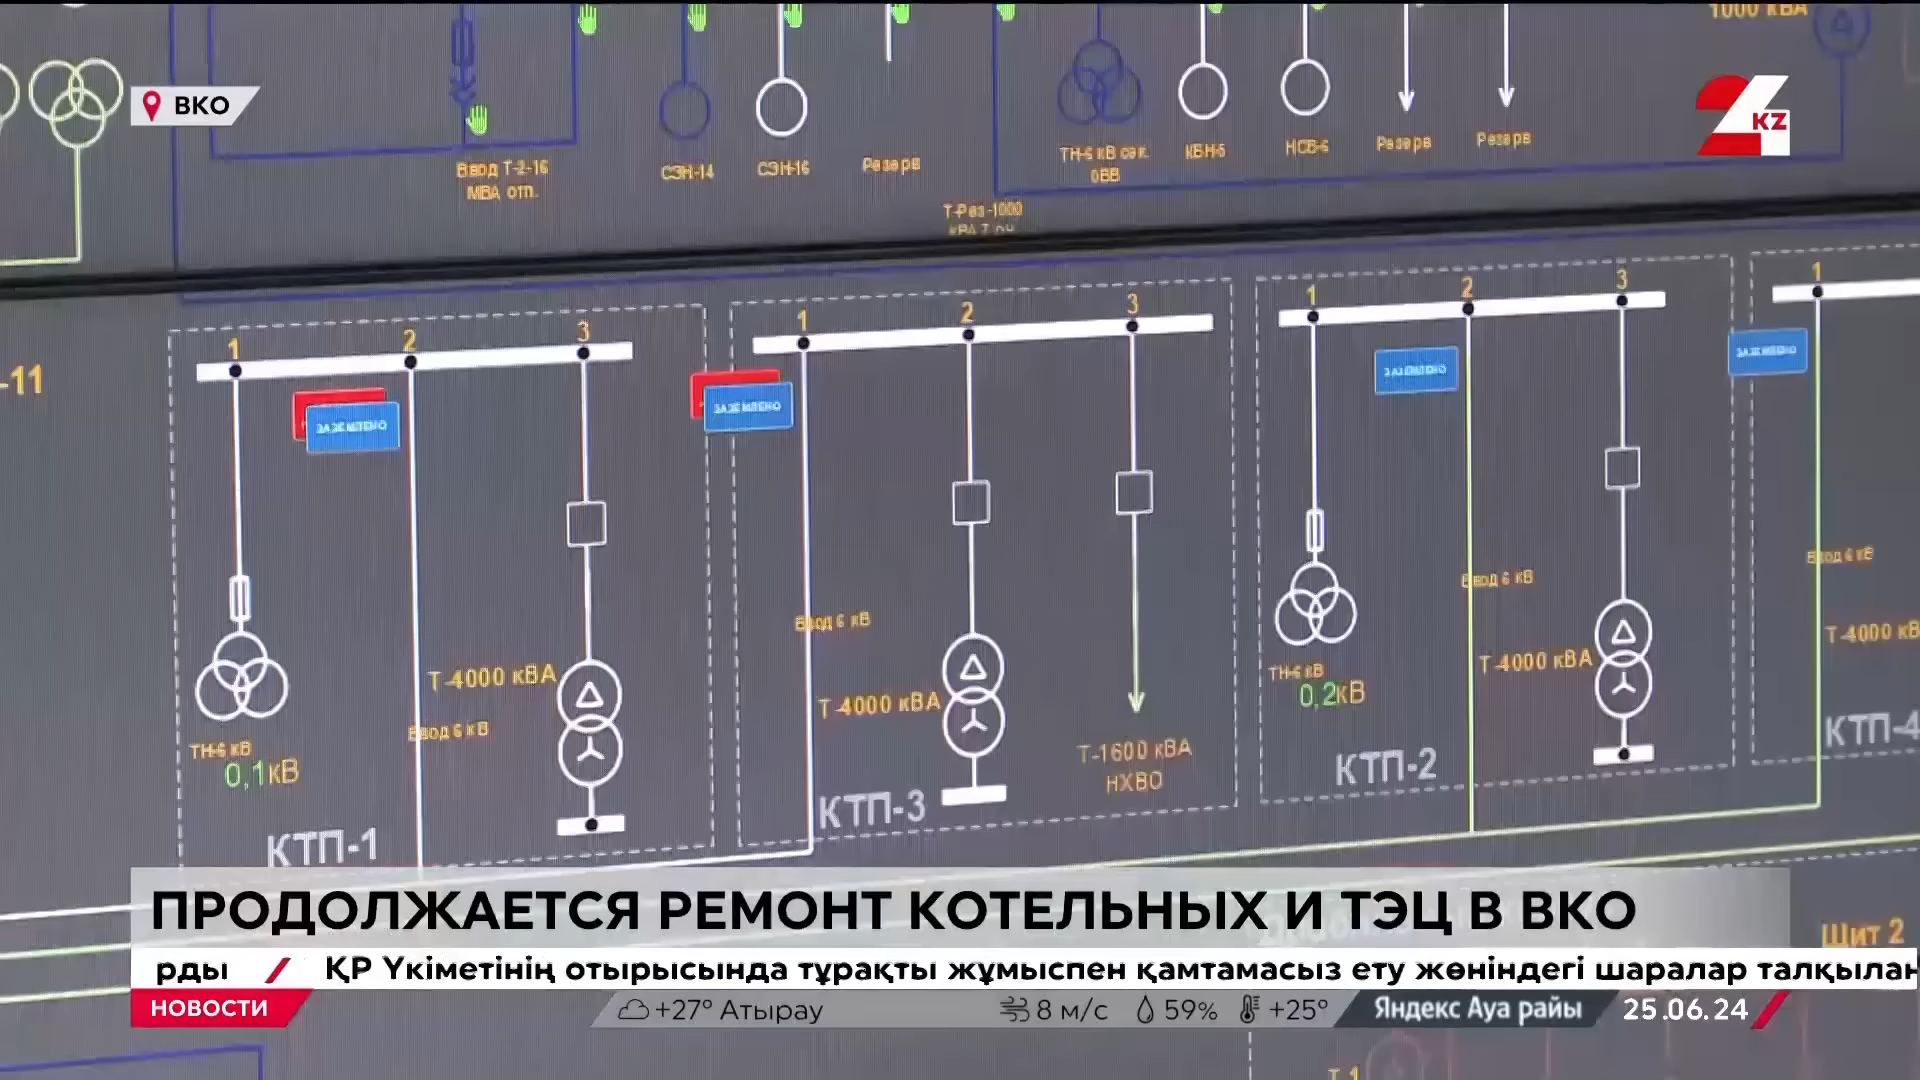 1000 кВА
ВКО
24 KZ
Ввод Т-2-16
МВА отп.
СЭН-14
СЭН-16
Резерв
ТН-6 кВ сек.
0ВВ
КБН-5
НСВ-6
Резерв
Резерв
Т-Рез-1000
-11
1 2 3
1 2 3
1 2 3
1
ЗАЗЕМЛЕНО
ЗАЗЕМЛЕНО
ЗАЗЕМЛЕНО
ЗАЗЕМЛЕНО
Т-4000 кВА
Ввод 6 кВ
ТН-6 кВ
0,1кВ
КТП-1
Ввод 6 кВ
Т-4000 кВА
КТП-3
Т-1600 кВА
НХВО
ТН-6 кВ
0,2кВ
Ввод 6 кВ
Т-4000 кВА
КТП-2
Ввод 6 кВ
Т-4000 кВ
КТП-4
ПРОДОЛЖАЕТСЯ РЕМОНТ КОТЕЛЬНЫХ И ТЭЦ В ВКО
Щит 2
рды / ҚР Үкіметінің отырысында тұрақты жұмыспен қамтамасыз ету жөніндегі шаралар талқылан
НОВОСТИ
+27° Атырау 8 м/с 59% +25° Яндекс Ауа райы 25.06.24
Т-1